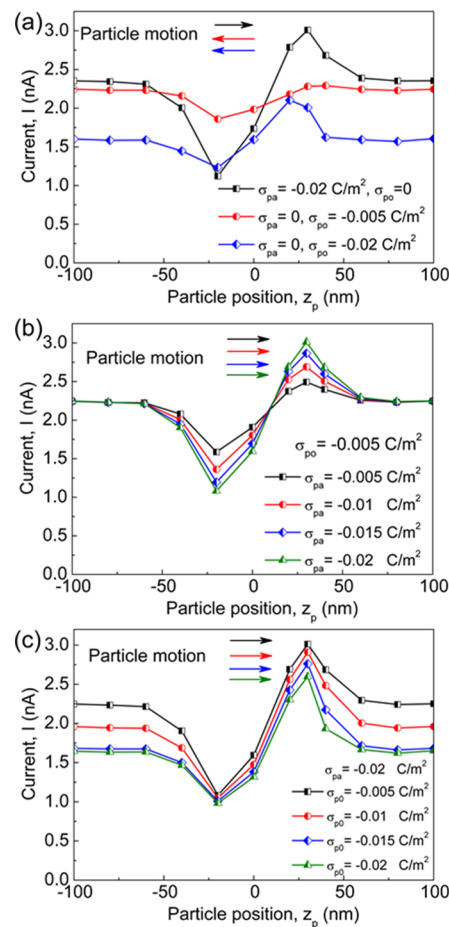 (a)
Particle motion
3.0
2.5
2.0
1.5
1.0
0.5
0.0
Current, I (nA)
σpa= -0.02 C/m², σpo=0
σpa= 0, σpo= -0.005 C/m²
σpa= 0, σpo= -0.02 C/m²
-100 -50 0 50 100
Particle position, zp (nm)
(b)
Particle motion
3.0
2.5
2.0
1.5
1.0
0.5
0.0
Current, I (nA)
σpo= -0.005 C/m²
σpa= -0.005 C/m²
σpa= -0.01 C/m²
σpa= -0.015 C/m²
σpa= -0.02 C/m²
-100 -50 0 50 100
Particle position, zp (nm)
(c)
Particle motion
3.0
2.5
2.0
1.5
1.0
0.5
0.0
Current, I (nA)
σpa= -0.02 C/m²
σp0= -0.005 C/m²
σp0= -0.01 C/m²
σp0= -0.015 C/m²
σp0= -0.02 C/m²
-100 -50 0 50 100
Particle position, zp (nm)